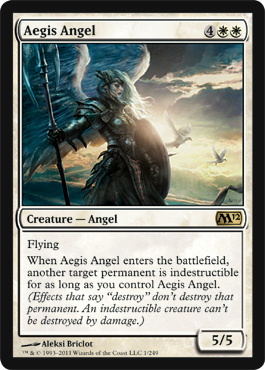 Aegis Angel 4
Creature — Angel M12
Flying
When Aegis Angel enters the battlefield,
another target permanent is indestructible
for as long as you control Aegis Angel.
(Effects that say “destroy” don’t destroy that
permanent. An indestructible creature can’t
be destroyed by damage.)
Aleksi Briclot
™ & © 1993–2011 Wizards of the Coast LLC 1/249
5/5